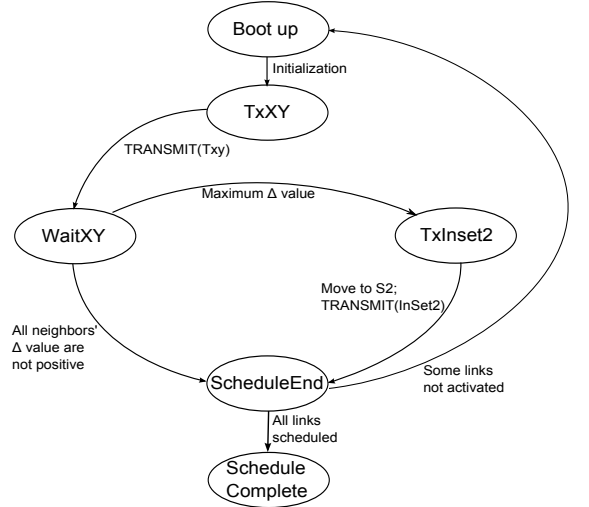 Boot up
Initialization
TxXY
TRANSMIT(Txy)
Maximum Δ value
WaitXY
TxInset2
Move to S2;
TRANSMIT(InSet2)
All neighbors'
Δ value are
not positive
ScheduleEnd
Some links
not activated
All links
scheduled
Schedule
Complete